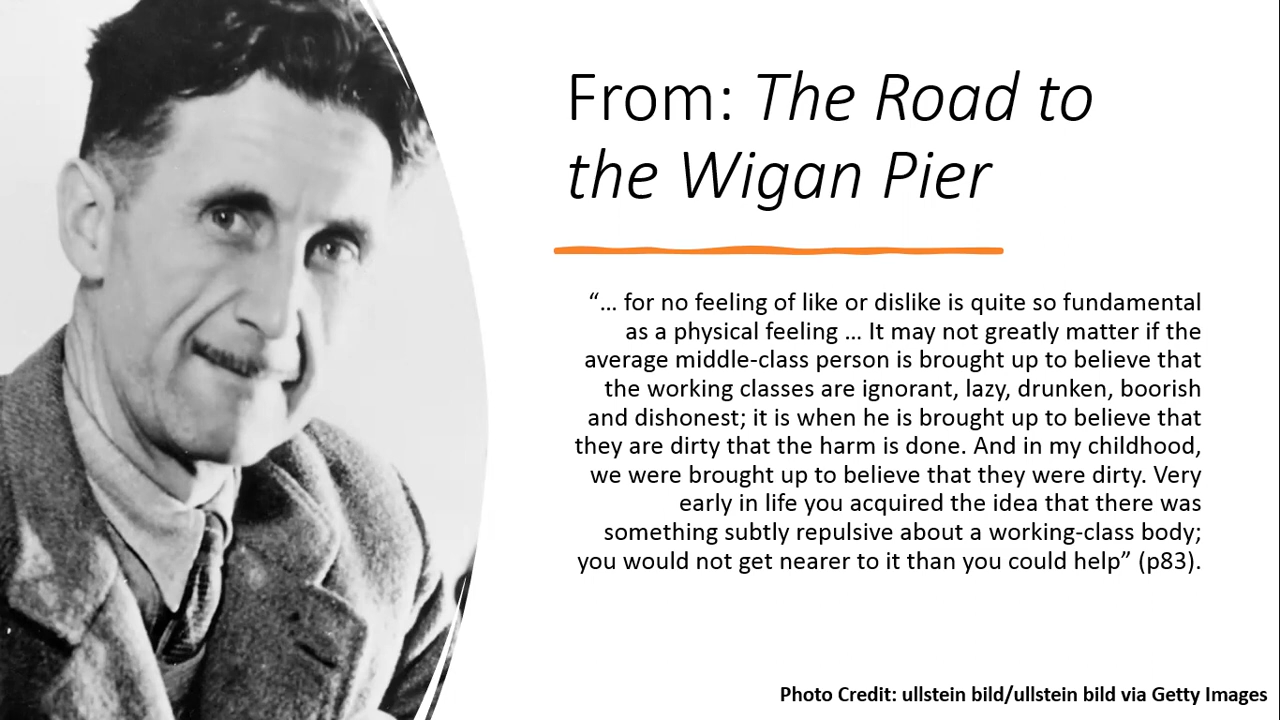 From: The Road to
the Wigan Pier
“… for no feeling of like or dislike is quite so fundamental
as a physical feeling … It may not greatly matter if the
average middle-class person is brought up to believe that
the working classes are ignorant, lazy, drunken, boorish
and dishonest; it is when he is brought up to believe that
they are dirty that the harm is done. And in my childhood,
we were brought up to believe that they were dirty. Very
early in life you acquired the idea that there was
something subtly repulsive about a working-class body;
you would not get nearer to it than you could help” (p83).
Photo Credit: ullstein bild/ullstein bild via Getty Images